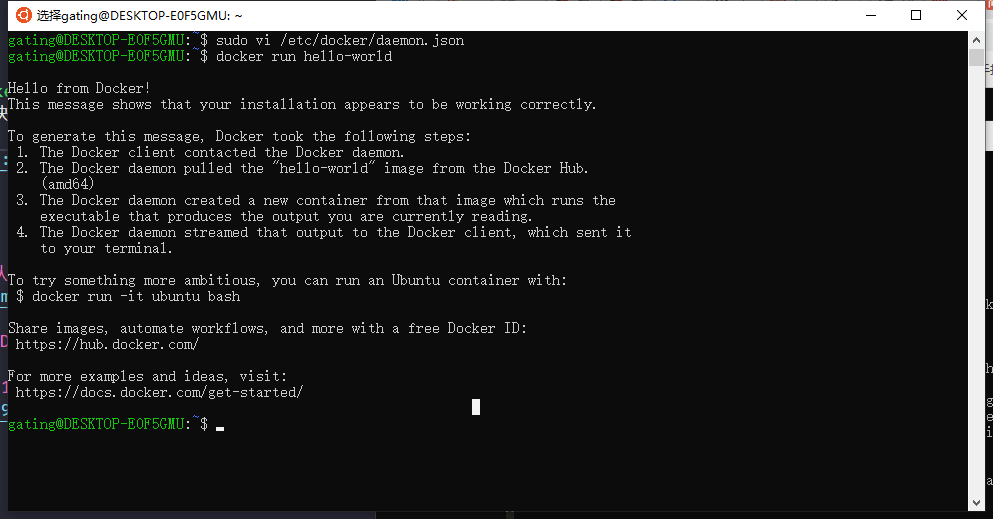 选择gating@DESKTOP-E0F5GMU: ~
gating@DESKTOP-E0F5GMU:~$ sudo vi /etc/docker/daemon.json
gating@DESKTOP-E0F5GMU:~$ docker run hello-world
Hello from Docker!
This message shows that your installation appears to be working correctly.
To generate this message, Docker took the following steps:
1. The Docker client contacted the Docker daemon.
2. The Docker daemon pulled the "hello-world" image from the Docker Hub.
(amd64)
3. The Docker daemon created a new container from that image which runs the
executable that produces the output you are currently reading.
4. The Docker daemon streamed that output to the Docker client, which sent it
to your terminal.
To try something more ambitious, you can run an Ubuntu container with:
$ docker run -it ubuntu bash
Share images, automate workflows, and more with a free Docker ID:
https://hub.docker.com/
For more examples and ideas, visit:
https://docs.docker.com/get-started/
gating@DESKTOP-E0F5GMU:~$